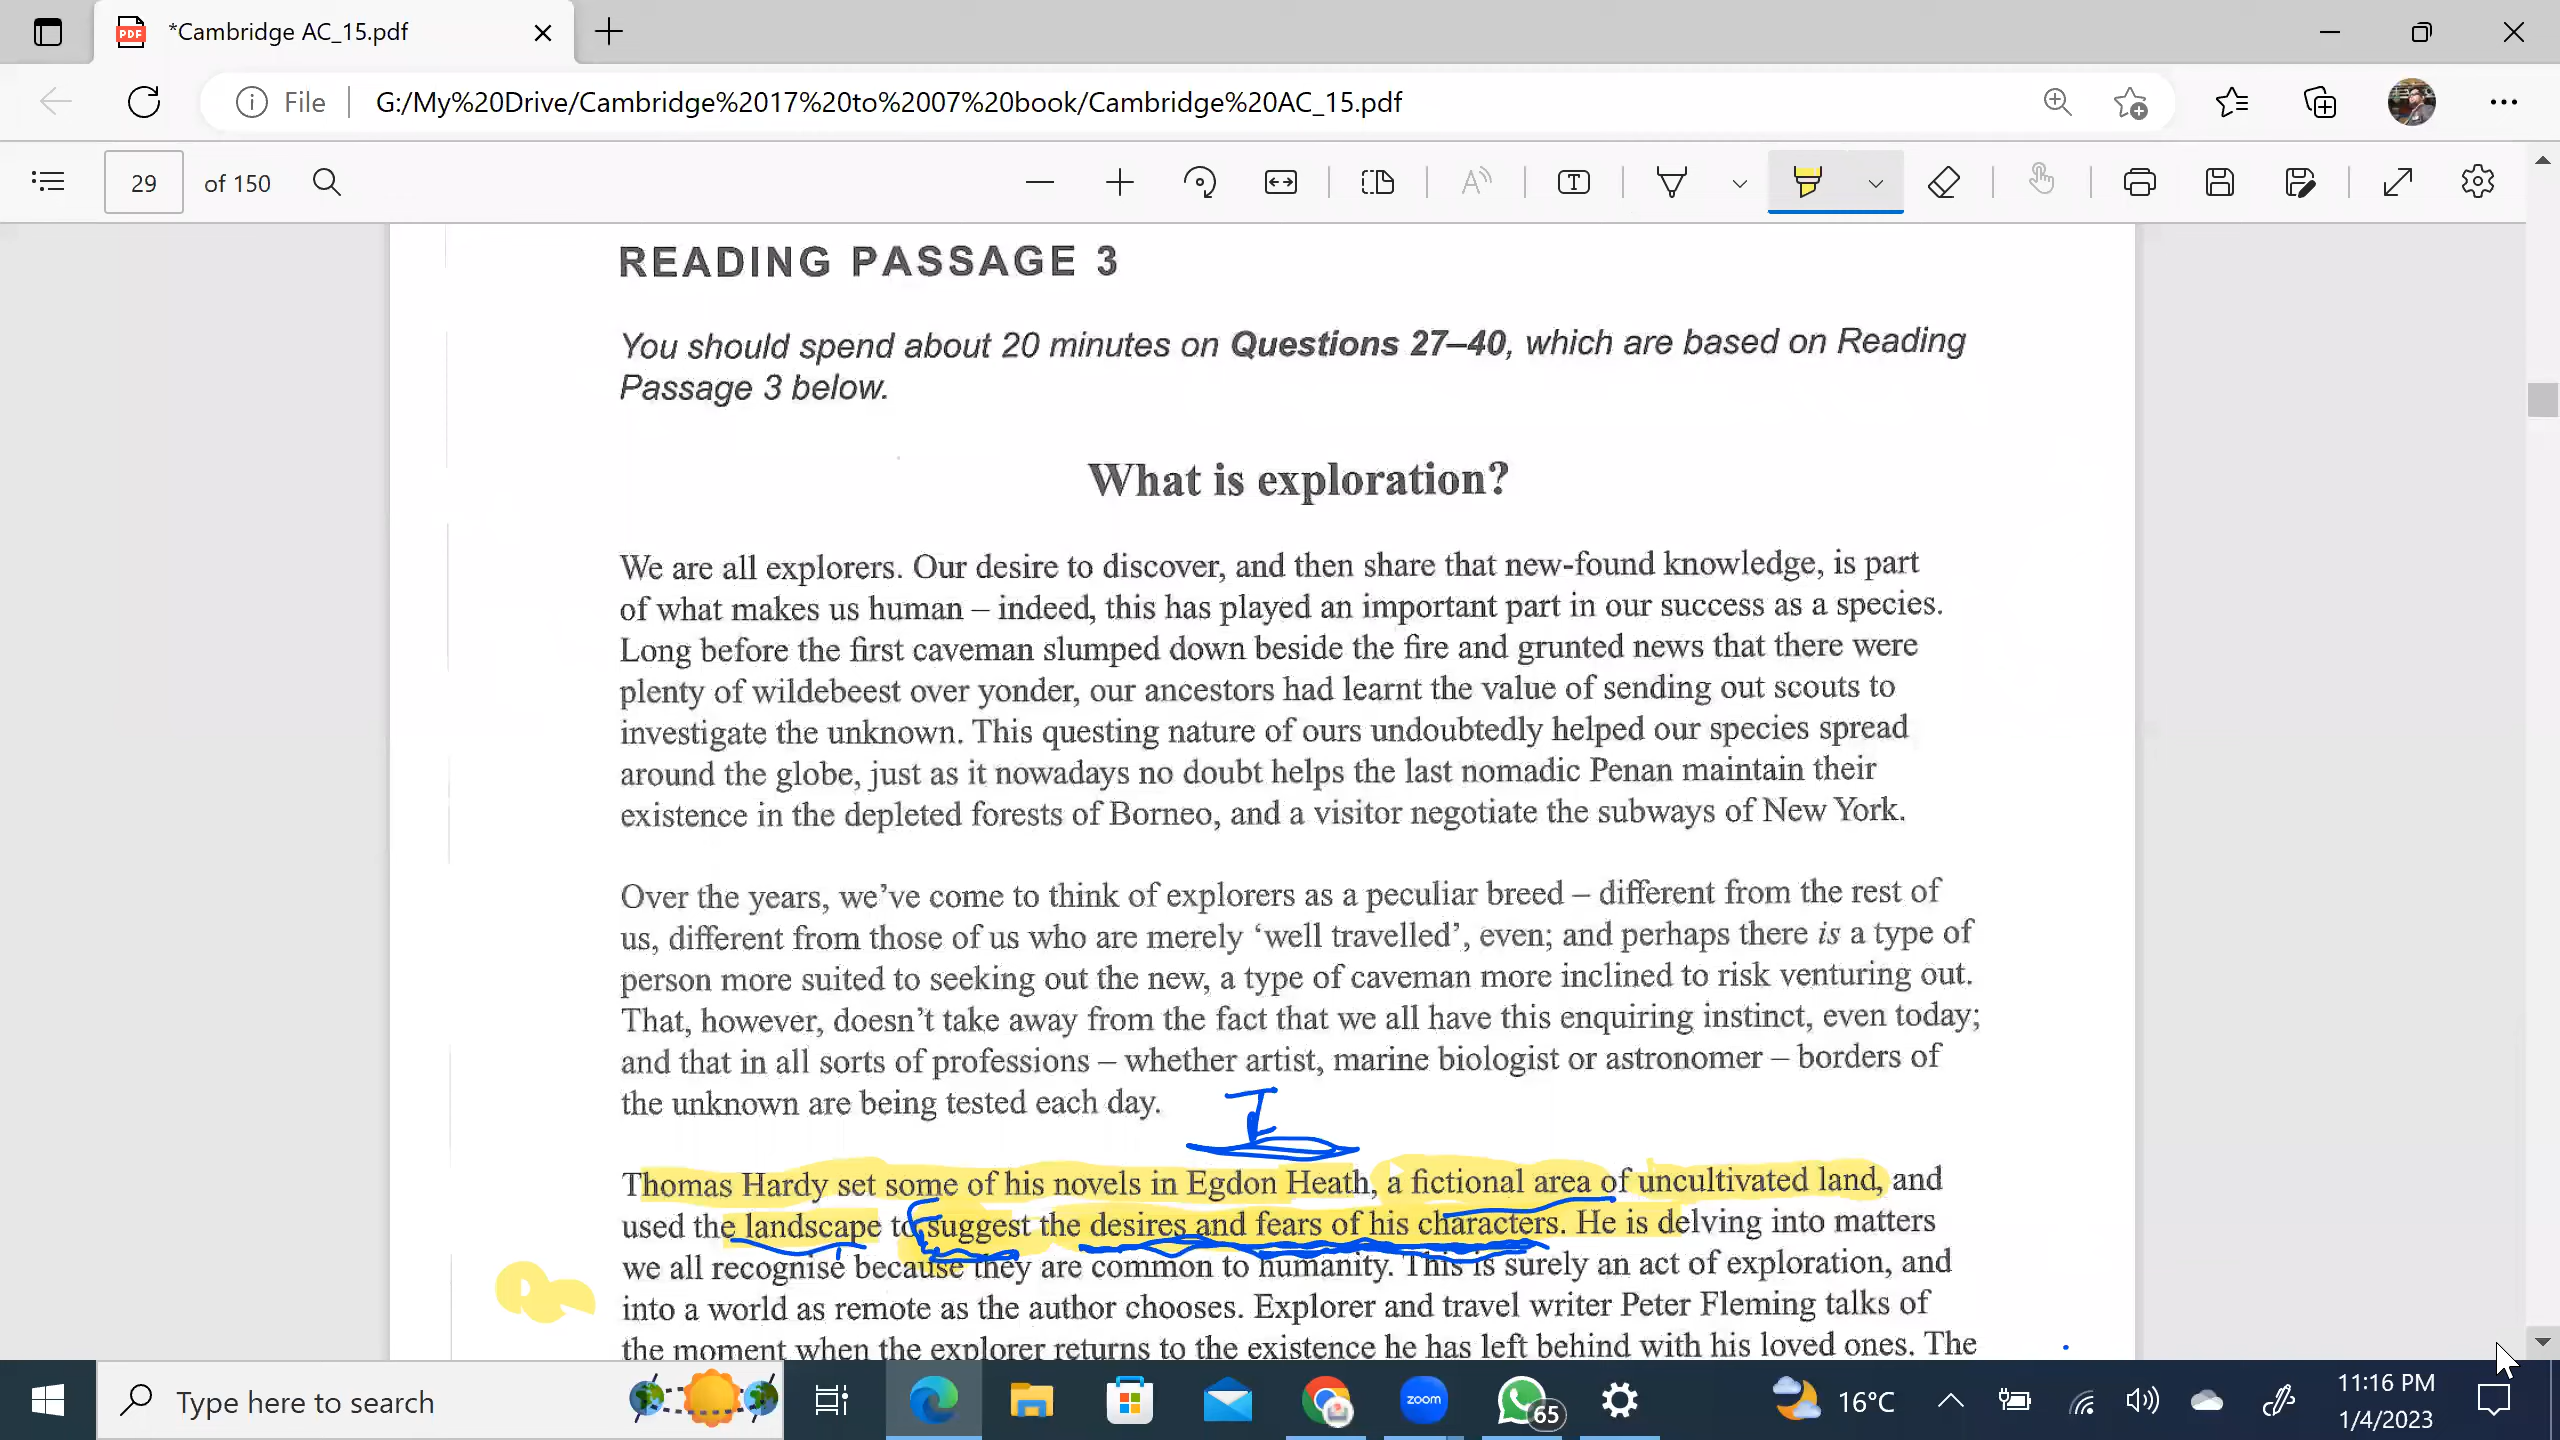 *Cambridge AC_15.pdf
File
G:/My%20Drive/Cambridge%2017%20to%2007%20book/Cambridge%20AC_15.pdf
29 of 150
READING PASSAGE 3
You should spend about 20 minutes on Questions 27–40, which are based on Reading
Passage 3 below.
What is exploration?
We are all explorers. Our desire to discover, and then share that new-found knowledge, is part
of what makes us human – indeed, this has played an important part in our success as a species.
Long before the first caveman slumped down beside the fire and grunted news that there were
plenty of wildebeest over yonder, our ancestors had learnt the value of sending out scouts to
investigate the unknown. This questing nature of ours undoubtedly helped our species spread
around the globe, just as it nowadays no doubt helps the last nomadic Penan maintain their
existence in the depleted forests of Borneo, and a visitor negotiate the subways of New York.
Over the years, we’ve come to think of explorers as a peculiar breed – different from the rest of
us, different from those of us who are merely ‘well travelled’, even; and perhaps there is a type of
person more suited to seeking out the new, a type of caveman more inclined to risk venturing out.
That, however, doesn’t take away from the fact that we all have this enquiring instinct, even today;
and that in all sorts of professions – whether artist, marine biologist or astronomer – borders of
the unknown are being tested each day.
I
Thomas Hardy set some of his novels in Egdon Heath, a fictional area of uncultivated land, and
used the landscape to suggest the desires and fears of his characters. He is delving into matters
we all recognise because they are common to humanity. This is surely an act of exploration, and
into a world as remote as the author chooses. Explorer and travel writer Peter Fleming talks of
the moment when the explorer returns to the existence he has left behind with his loved ones. The
Type here to search
zoom
65
16°C
11:16 PM
1/4/2023